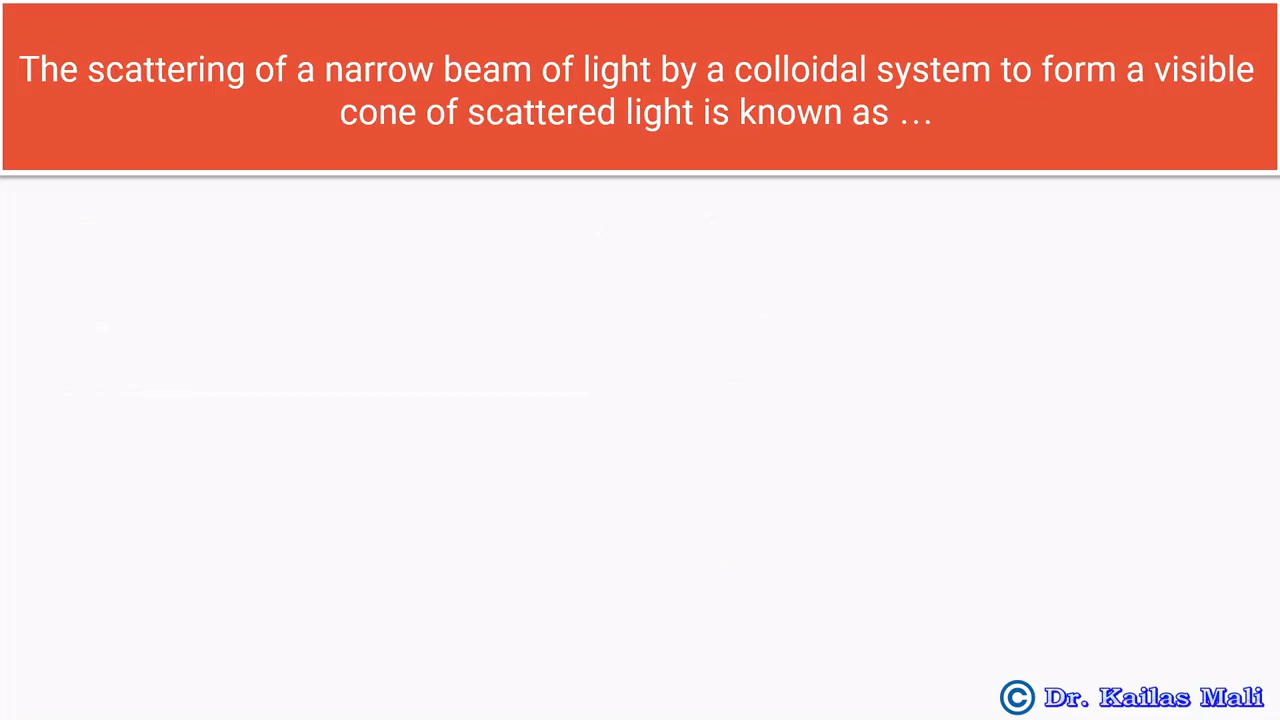 The scattering of a narrow beam of light by a colloidal system to form a visible
cone of scattered light is known as …
© Dr. Kailas Mali